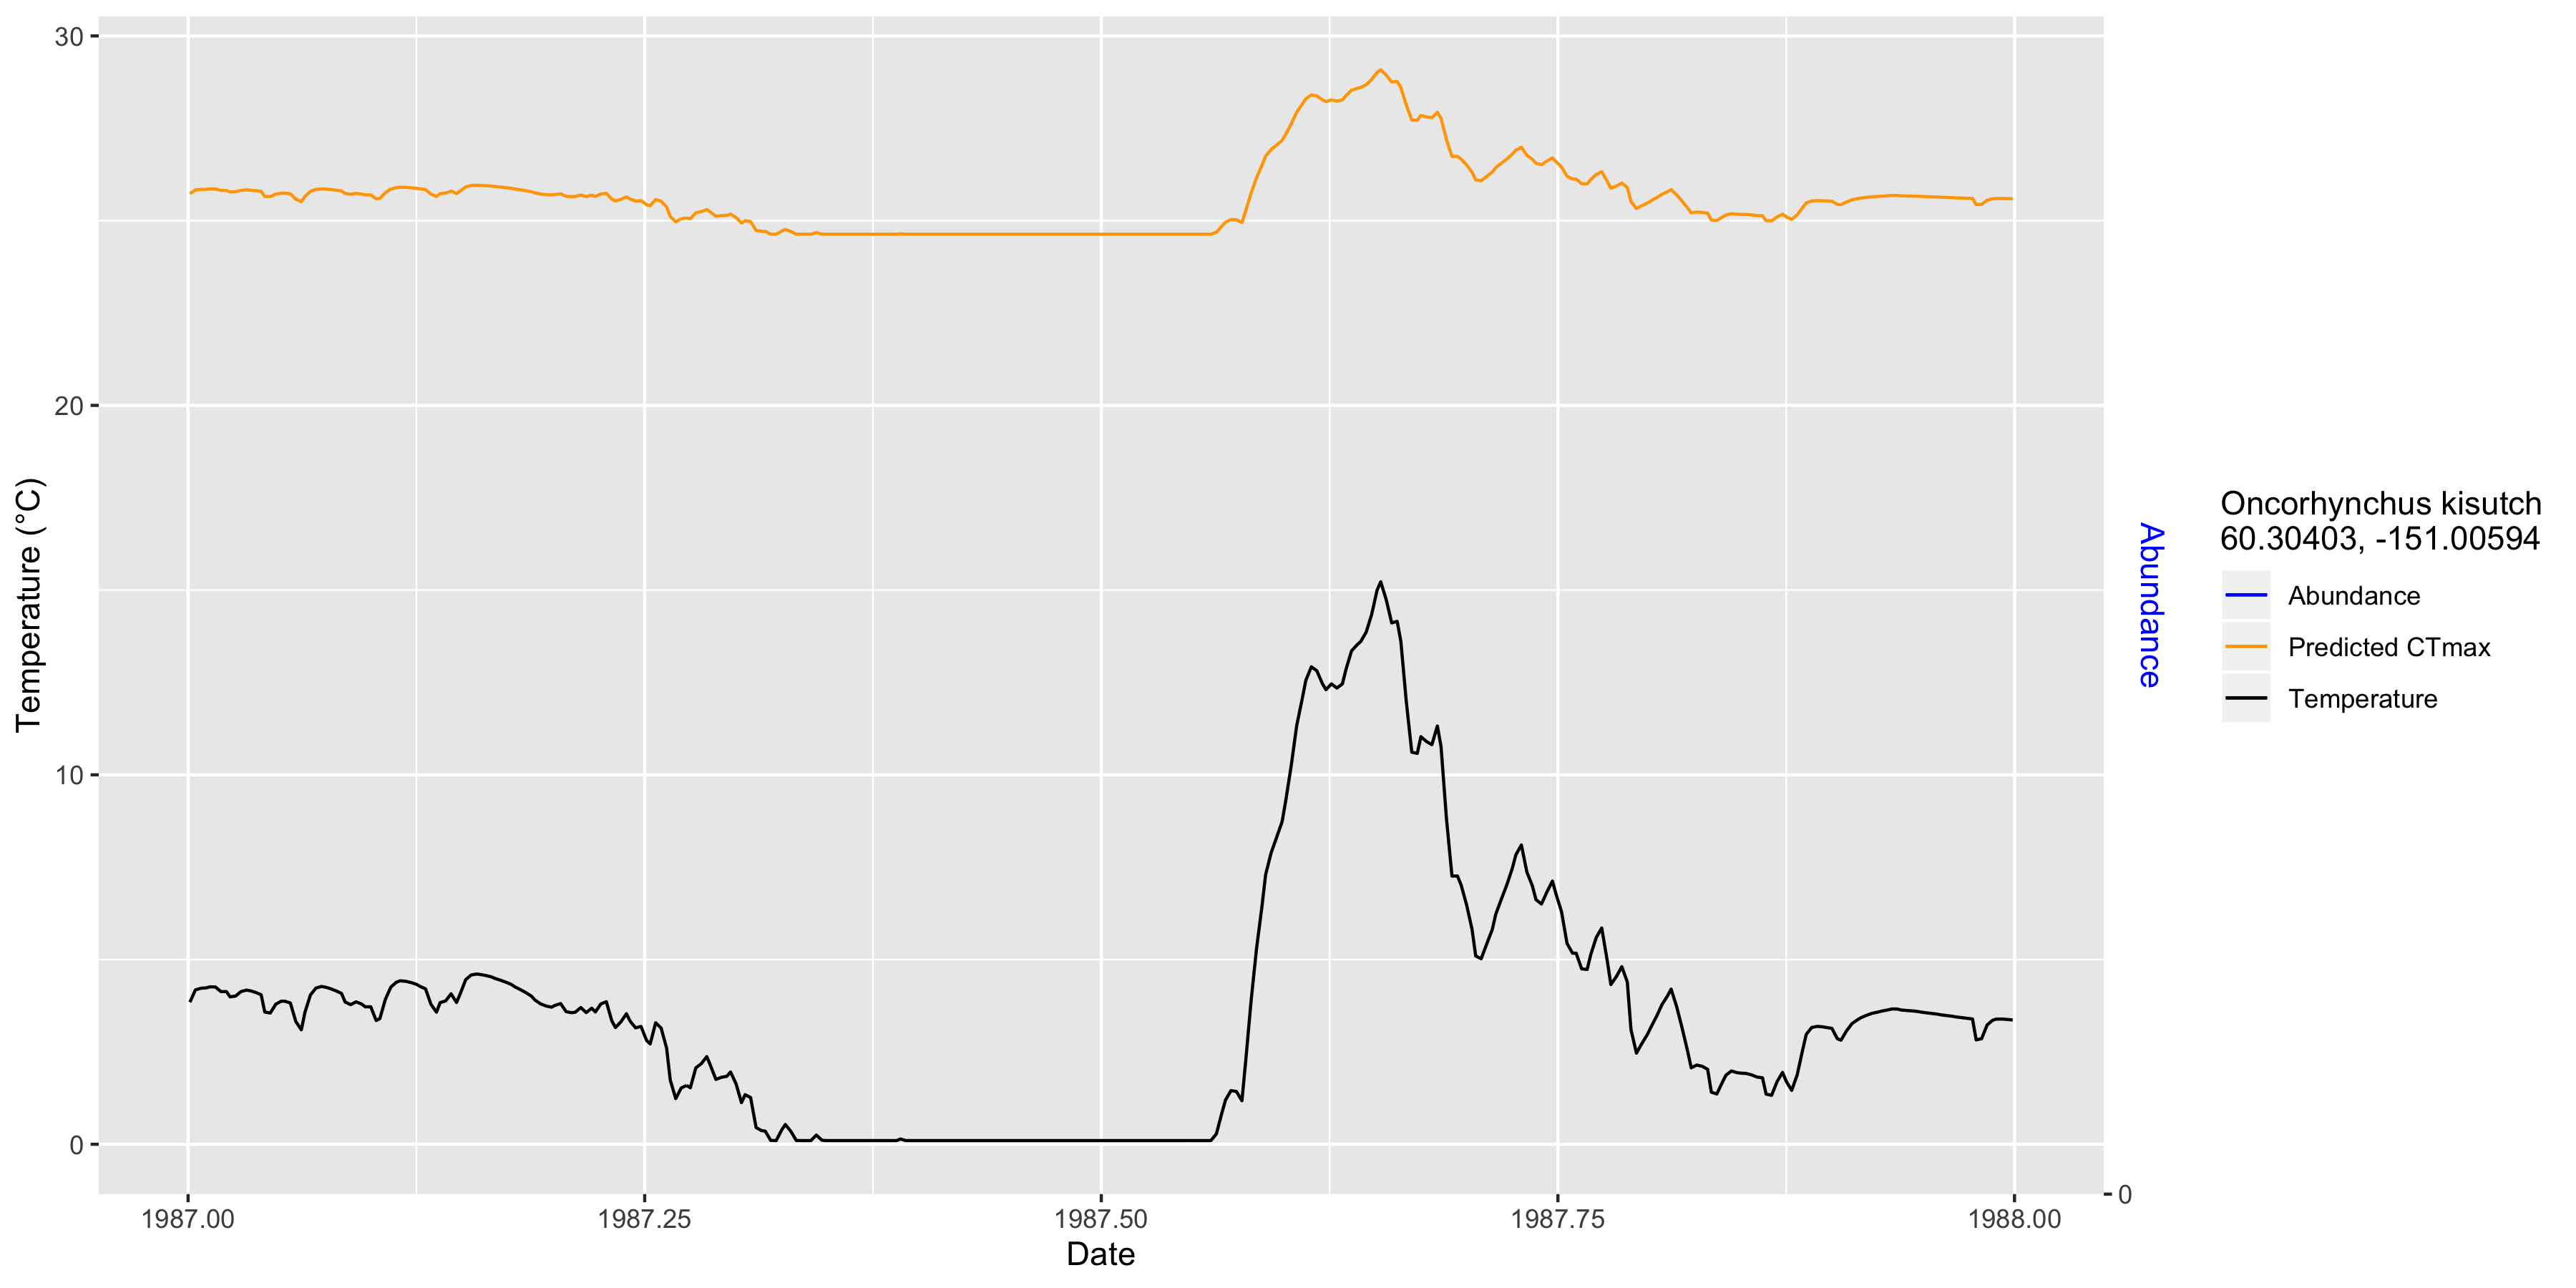 30
20
10
0
Temperature (°C)
1987.00
1987.25
1987.50
1987.75
1988.00
Date
0
Abundance
Oncorhynchus kisutch
60.30403, -151.00594
Abundance
Predicted CTmax
Temperature